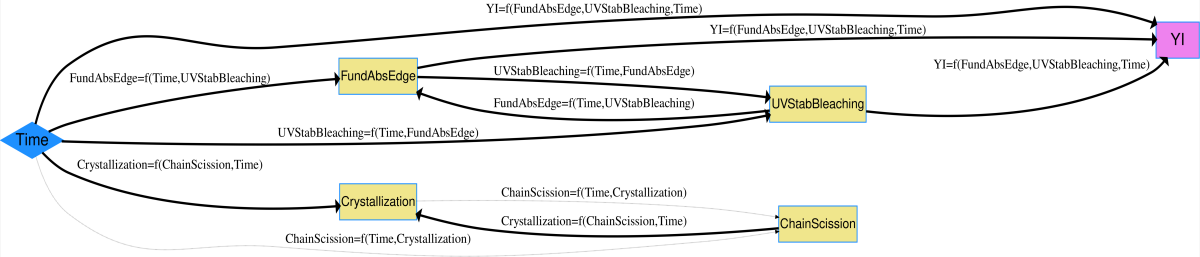 YI=f(FundAbsEdge,UVStabBleaching,Time)
YI=f(FundAbsEdge,UVStabBleaching,Time)
YI
YI=f(FundAbsEdge,UVStabBleaching,Time)
FundAbsEdge=f(Time,UVStabBleaching)
FundAbsEdge
UVStabBleaching=f(Time,FundAbsEdge)
FundAbsEdge=f(Time,UVStabBleaching)
UVStabBleaching
UVStabBleaching=f(Time,FundAbsEdge)
Time
Crystallization=f(ChainScission,Time)
Crystallization
ChainScission=f(Time,Crystallization)
Crystallization=f(ChainScission,Time)
ChainScission
ChainScission=f(Time,Crystallization)